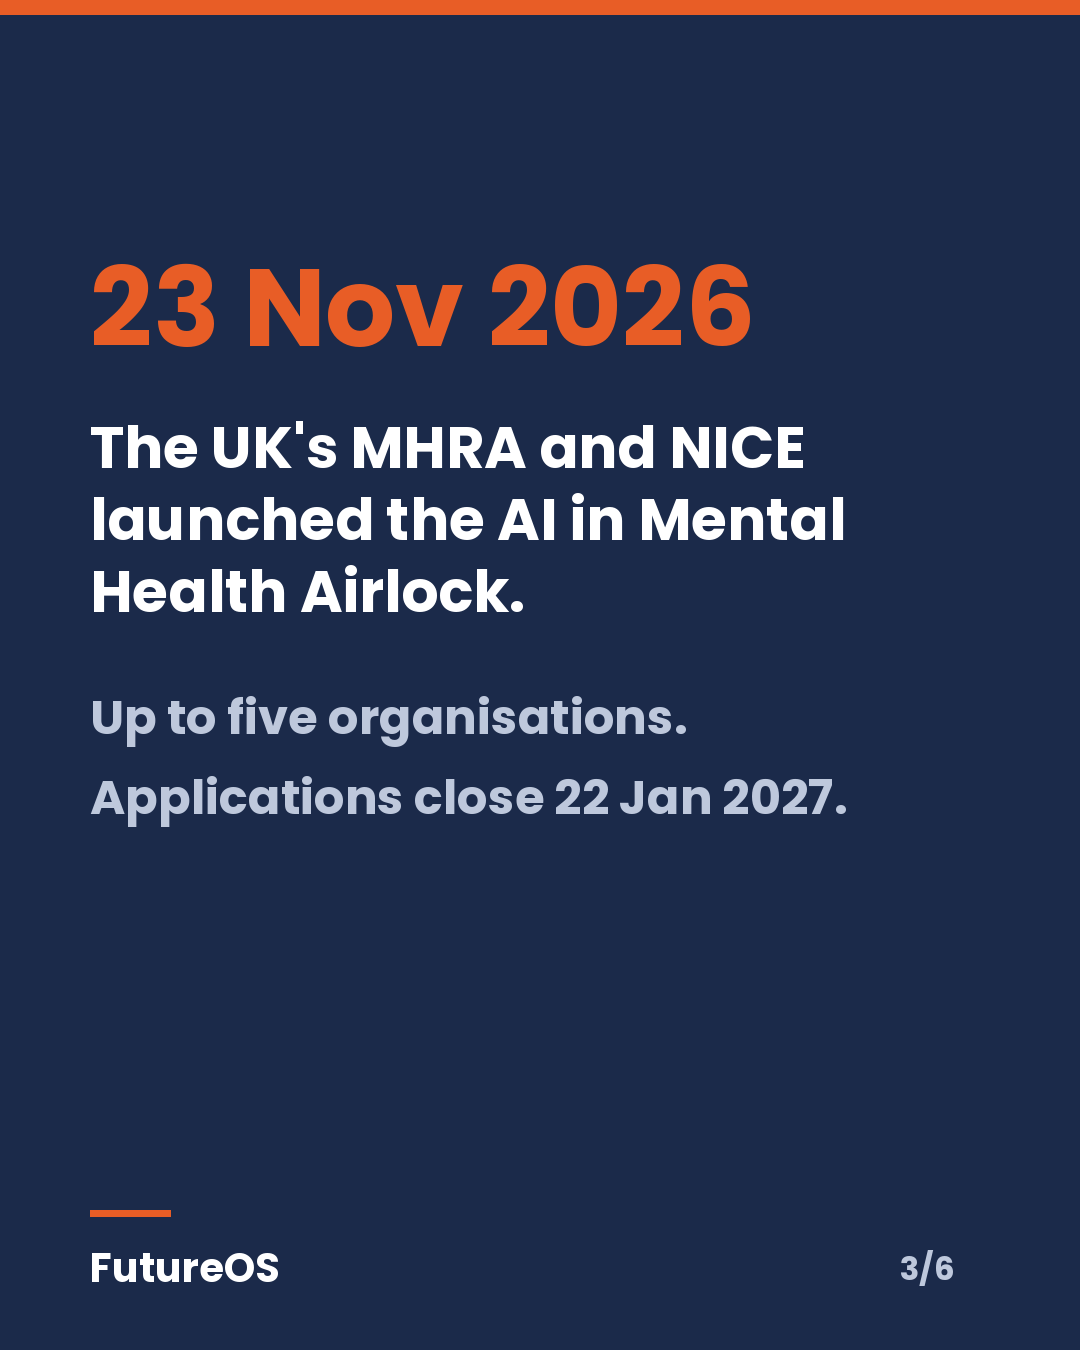 23 Nov 2026
The UK's MHRA and NICE
launched the AI in Mental
Health Airlock.
Up to five organisations.
Applications close 22 Jan 2027.
FutureOS
3/6